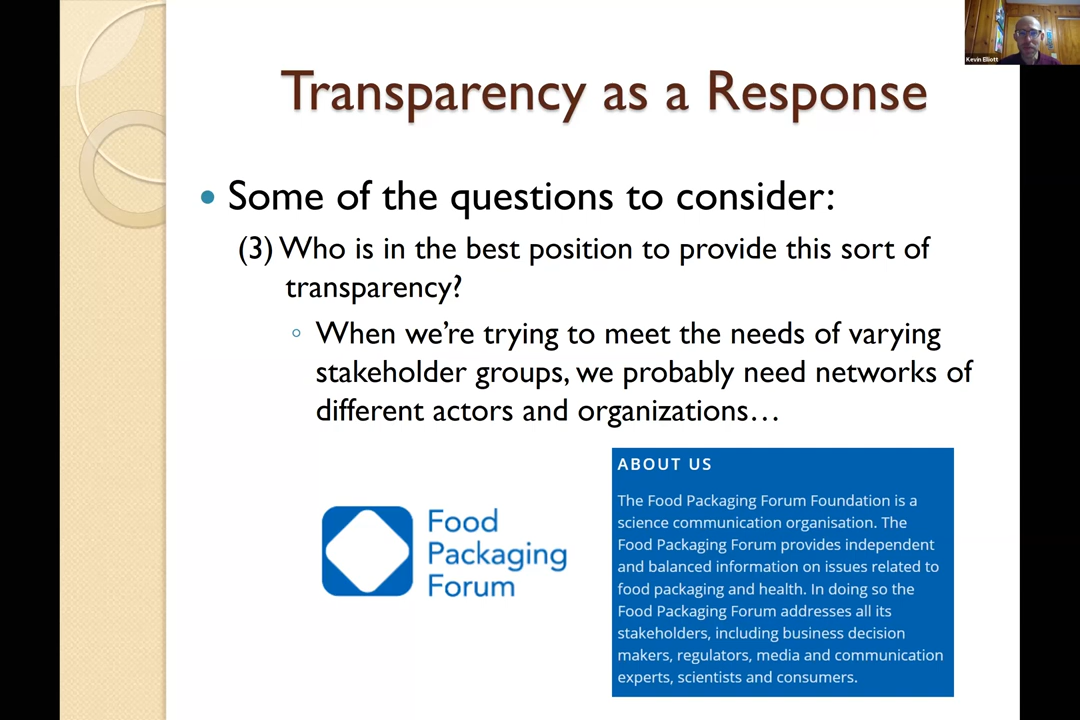 Kevin Elliott
Transparency as a Response
Some of the questions to consider:
(3) Who is in the best position to provide this sort of
transparency?
When we’re trying to meet the needs of varying
stakeholder groups, we probably need networks of
different actors and organizations…
Food
Packaging
Forum
ABOUT US
The Food Packaging Forum Foundation is a
science communication organisation. The
Food Packaging Forum provides independent
and balanced information on issues related to
food packaging and health. In doing so the
Food Packaging Forum addresses all its
stakeholders, including business decision
makers, regulators, media and communication
experts, scientists and consumers.